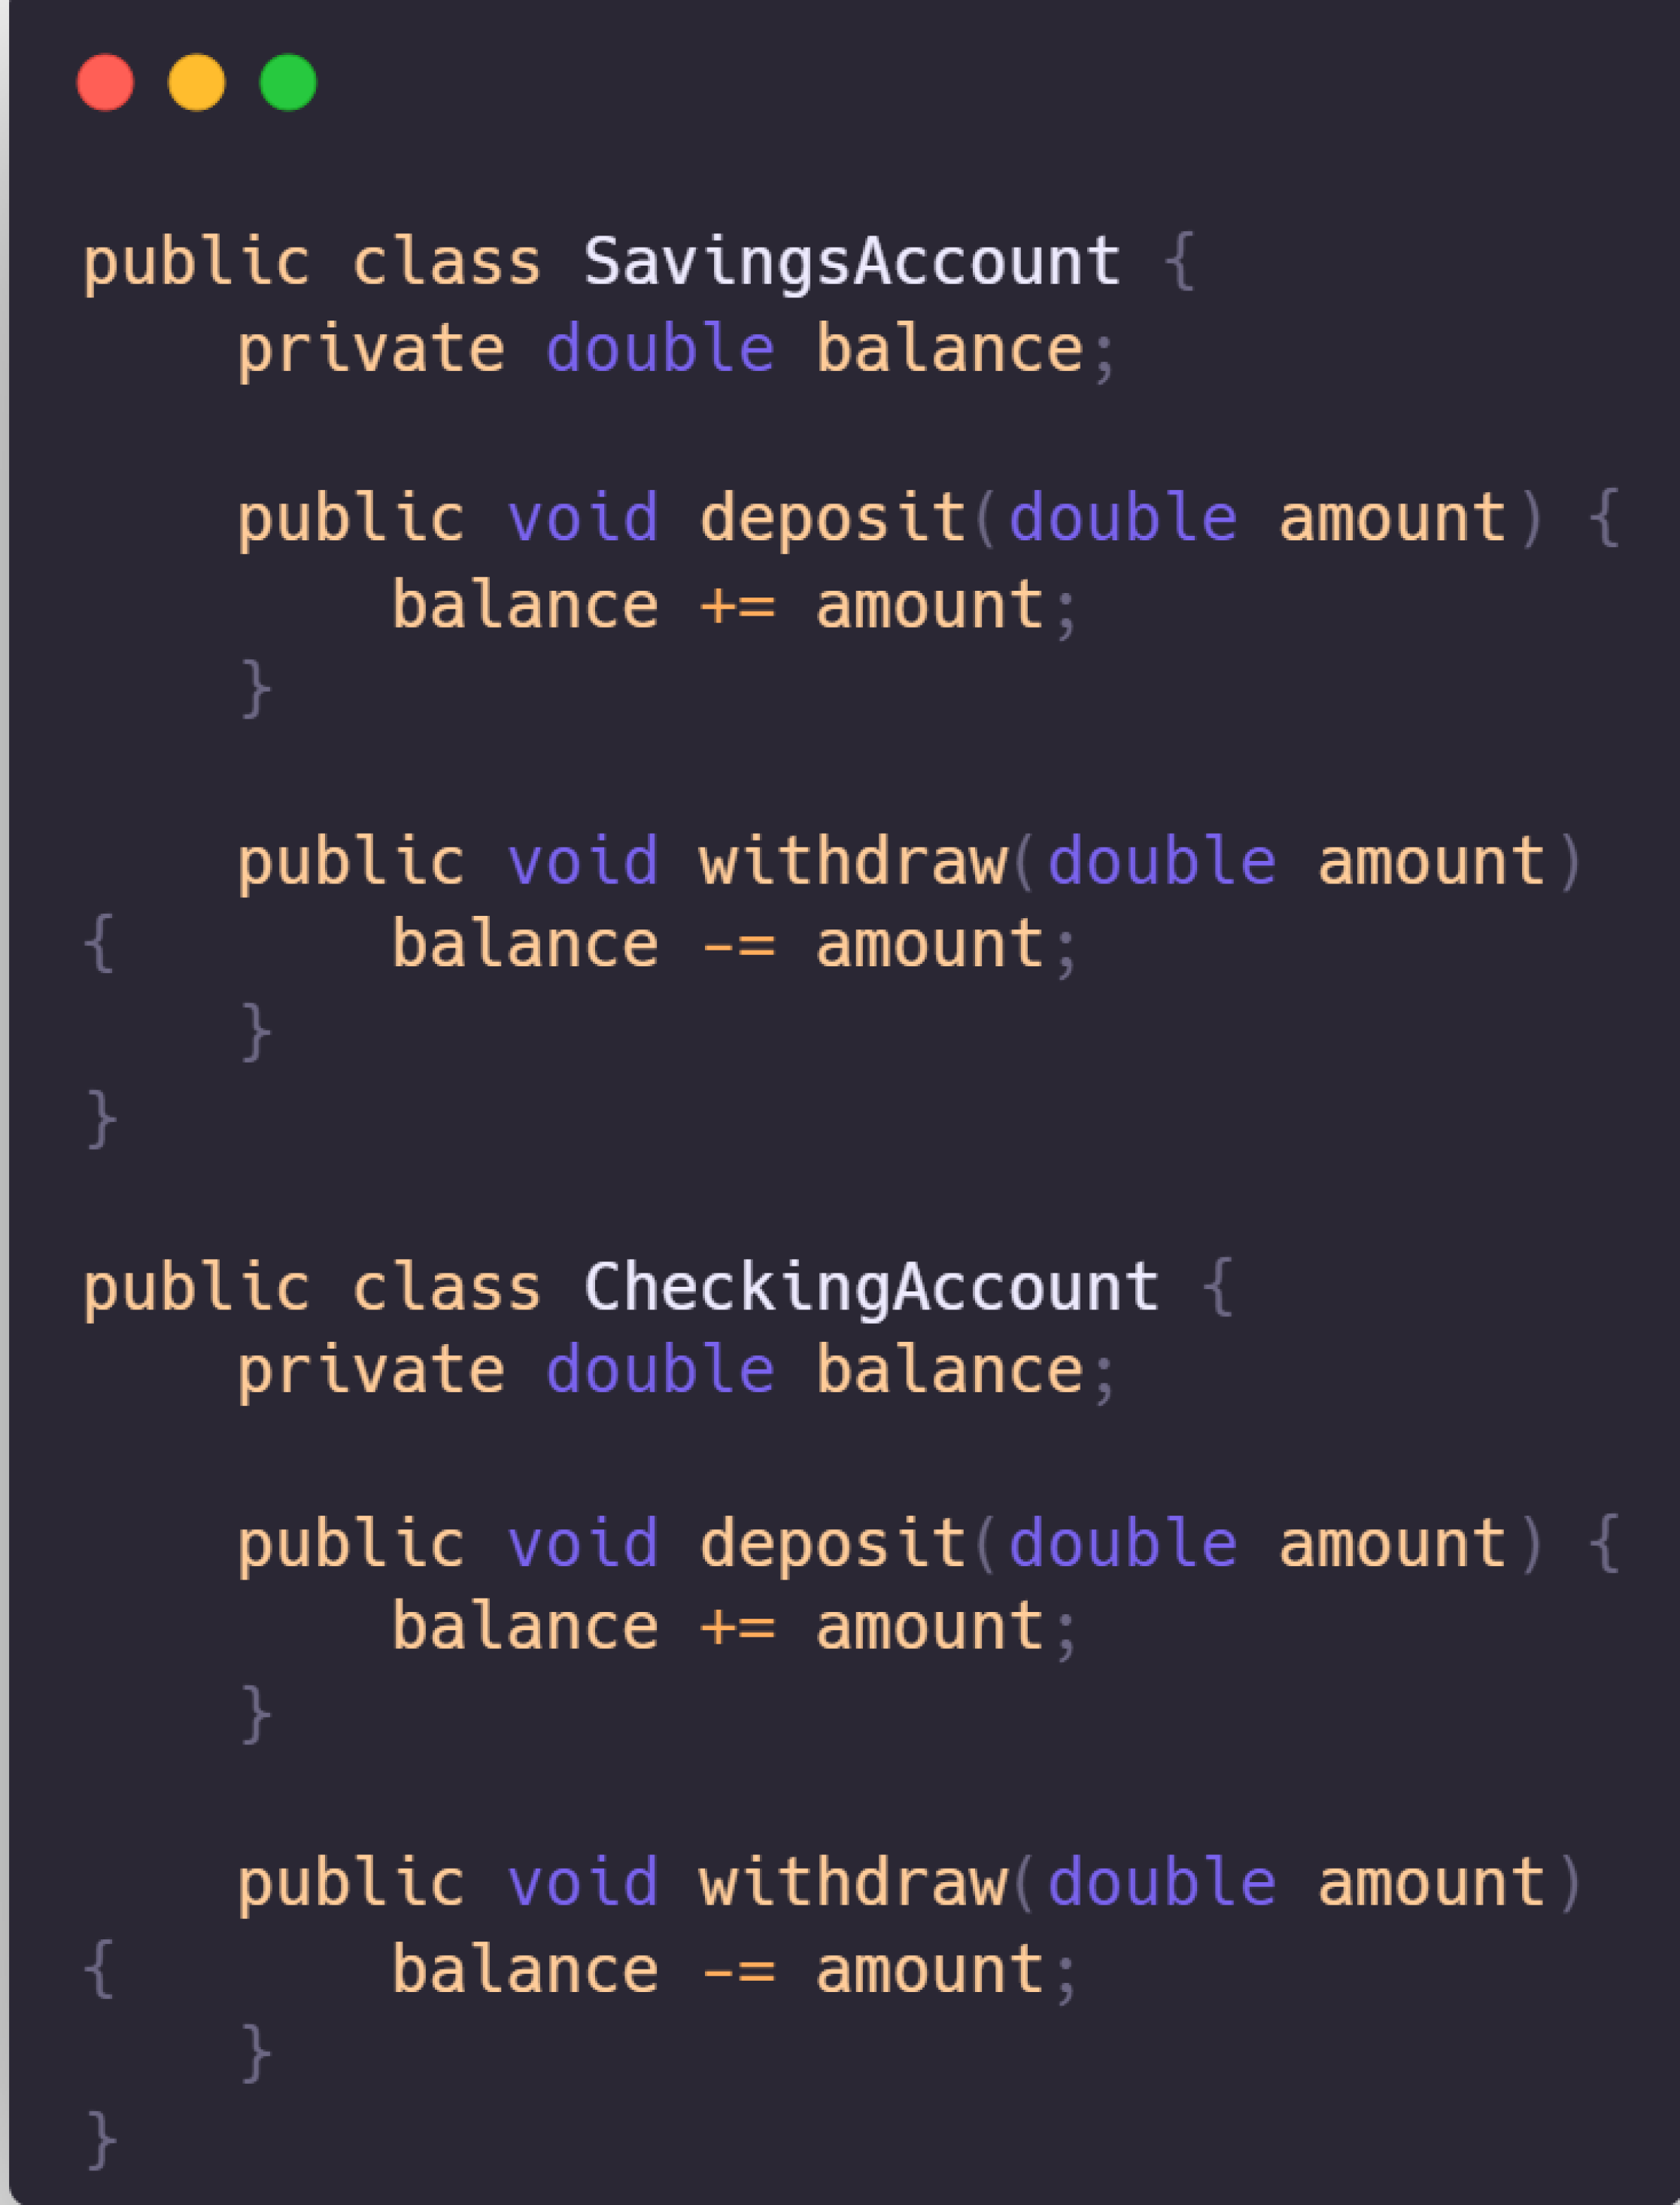 public class SavingsAccount {
    private double balance;
    public void deposit(double amount) {
        balance += amount;
    }
    public void withdraw(double amount)
{       balance -= amount;
    }
}
public class CheckingAccount {
    private double balance;
    public void deposit(double amount) {
        balance += amount;
    }
    public void withdraw(double amount)
{       balance -= amount;
    }
}